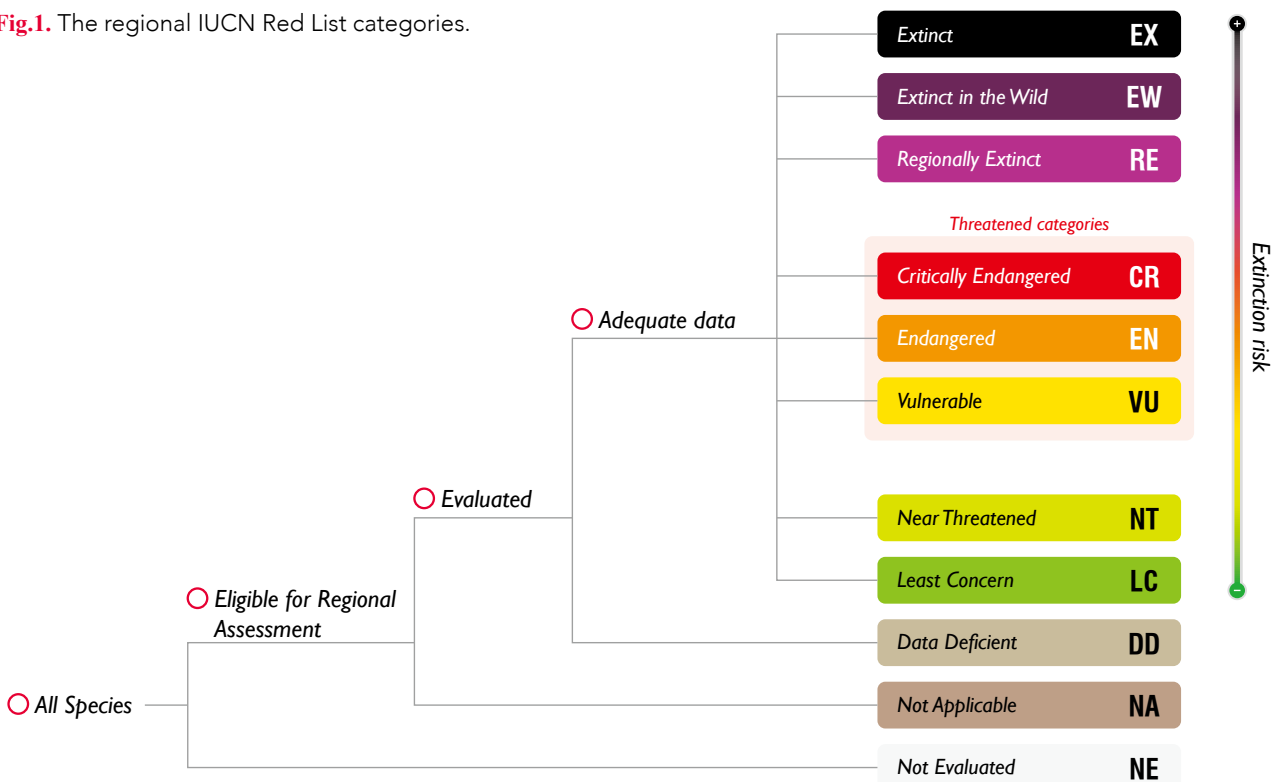 Fig.1. The regional IUCN Red List categories.
Extinct EX
Extinct in the Wild EW
Regionally Extinct RE
Threatened categories
Critically Endangered CR
Endangered EN
Vulnerable VU
Near Threatened NT
Least Concern LC
Data Deficient DD
Not Applicable NA
Not Evaluated NE
Adequate data
Evaluated
Eligible for Regional
Assessment
All Species
+
Extinction risk
−